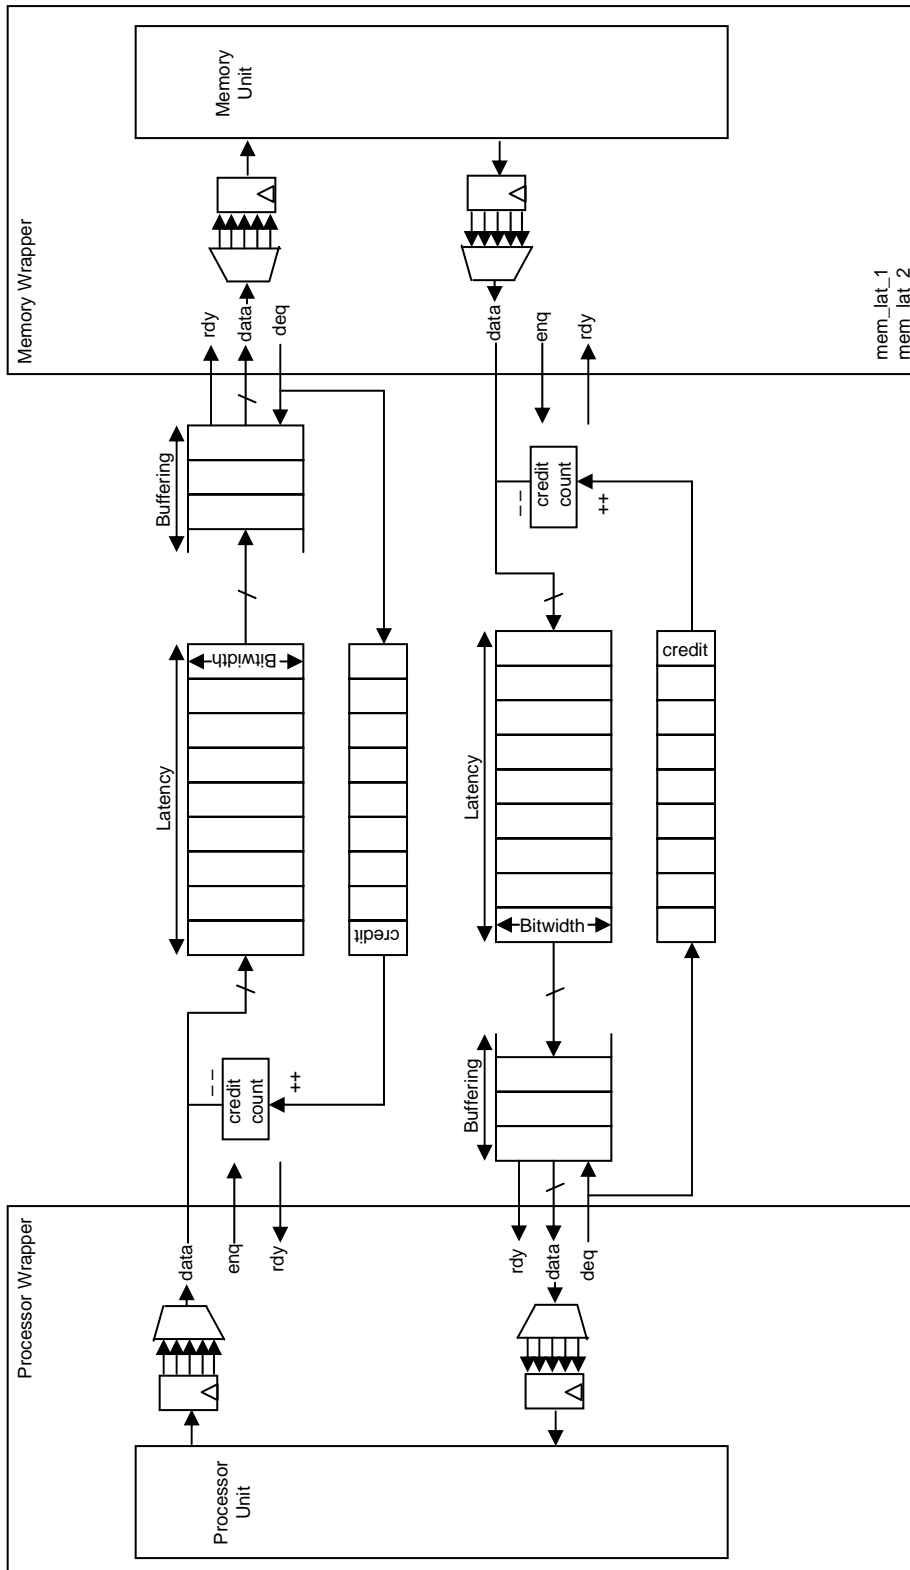 Memory Wrapper
Memory
Unit
mem_lat_1
mem_lat_2
rdy
data
deq
data
enq
rdy
Buffering
credit
count
--
++
Latency
Bitwidth
credit
Latency
Bitwidth
credit
credit
count
--
++
Buffering
data
enq
rdy
rdy
data
deq
Processor Wrapper
Processor
Unit